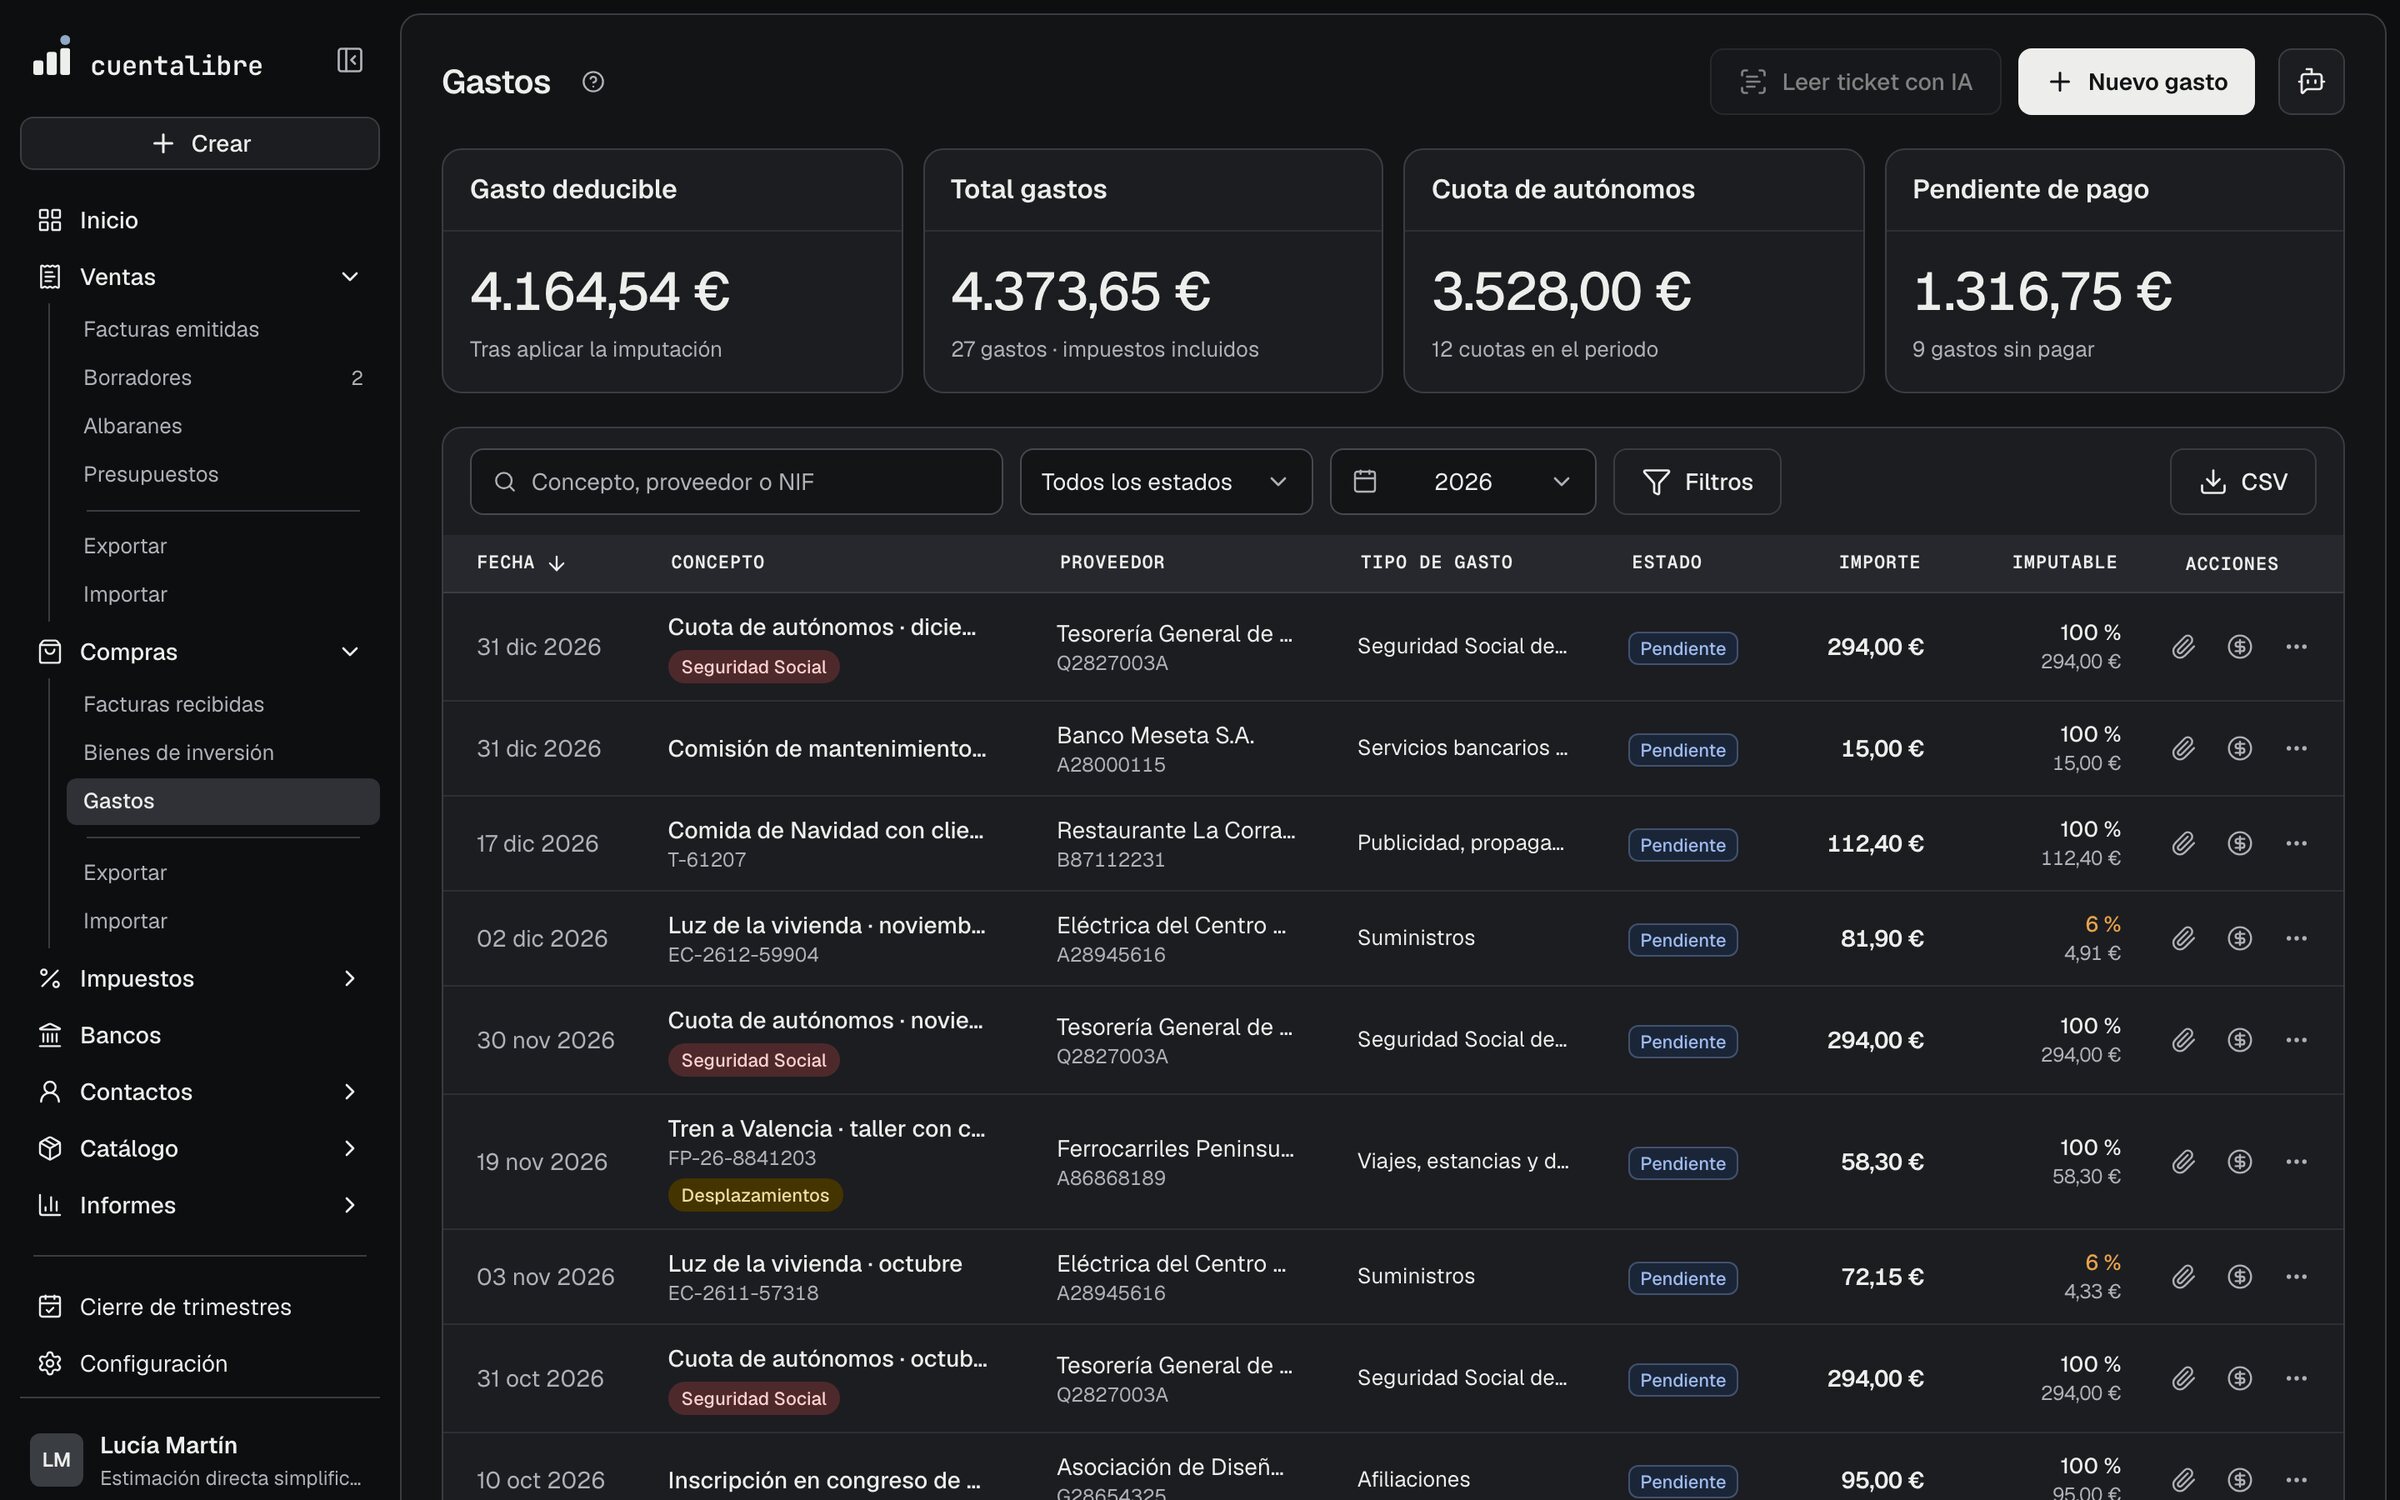 cuentalibre
Crear
Inicio
Ventas
Facturas emitidas
Borradores 2
Albaranes
Presupuestos
Exportar
Importar
Compras
Facturas recibidas
Bienes de inversión
Gastos
Exportar
Importar
Impuestos
Bancos
Contactos
Catálogo
Informes
Cierre de trimestres
Configuración
LM
Lucía Martín
Estimación directa simplific...
Gastos
Leer ticket con IA
Nuevo gasto
Gasto deducible
4.164,54 €
Tras aplicar la imputación
Total gastos
4.373,65 €
27 gastos · impuestos incluidos
Cuota de autónomos
3.528,00 €
12 cuotas en el periodo
Pendiente de pago
1.316,75 €
9 gastos sin pagar
Concepto, proveedor o NIF
Todos los estados
2026
Filtros
CSV
FECHA CONCEPTO PROVEEDOR TIPO DE GASTO ESTADO IMPORTE IMPUTABLE ACCIONES
31 dic 2026
Cuota de autónomos · dicie...
Seguridad Social
Tesorería General de ...
Q2827003A
Seguridad Social de...
Pendiente
294,00 €
100 %
294,00 €
31 dic 2026
Comisión de mantenimiento...
Banco Meseta S.A.
A28000115
Servicios bancarios ...
Pendiente
15,00 €
100 %
15,00 €
17 dic 2026
Comida de Navidad con clie...
T-61207
Restaurante La Corra...
B87112231
Publicidad, propaga...
Pendiente
112,40 €
100 %
112,40 €
02 dic 2026
Luz de la vivienda · noviemb...
EC-2612-59904
Eléctrica del Centro ...
A28945616
Suministros
Pendiente
81,90 €
6 %
4,91 €
30 nov 2026
Cuota de autónomos · novie...
Seguridad Social
Tesorería General de ...
Q2827003A
Seguridad Social de...
Pendiente
294,00 €
100 %
294,00 €
19 nov 2026
Tren a Valencia · taller con c...
FP-26-8841203
Desplazamientos
Ferrocarriles Peninsu...
A86868189
Viajes, estancias y d...
Pendiente
58,30 €
100 %
58,30 €
03 nov 2026
Luz de la vivienda · octubre
EC-2611-57318
Eléctrica del Centro ...
A28945616
Suministros
Pendiente
72,15 €
6 %
4,33 €
31 oct 2026
Cuota de autónomos · octub...
Seguridad Social
Tesorería General de ...
Q2827003A
Seguridad Social de...
Pendiente
294,00 €
100 %
294,00 €
10 oct 2026
Inscripción en congreso de ...
Asociación de Diseñ...
G28654325
Afiliaciones
Pendiente
95,00 €
100 %
95,00 €